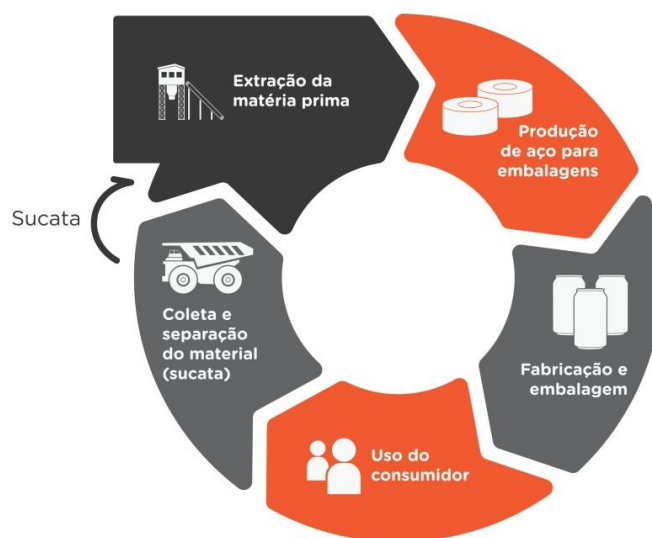 Extração da
matéria prima
Produção
de aço para
embalagens
Sucata
Coleta e
separação
do material
(sucata)
Fabricação e
embalagem
Uso do
consumidor